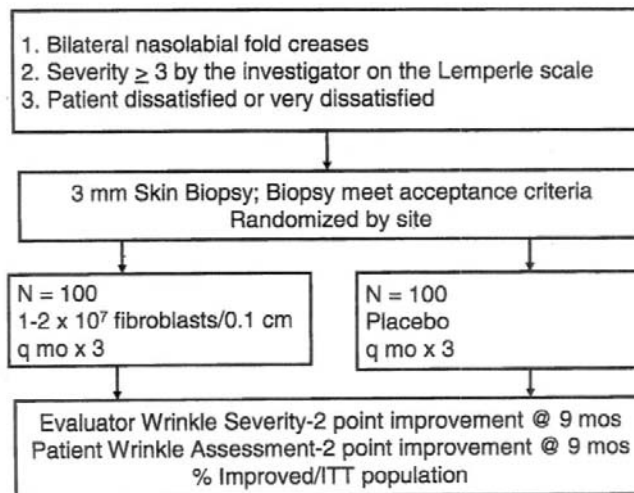 1. Bilateral nasolabial fold creases
2. Severity ≥ 3 by the investigator on the Lemperle scale
3. Patient dissatisfied or very dissatisfied
3 mm Skin Biopsy; Biopsy meet acceptance criteria
Randomized by site
N = 100
1-2 x 10⁷ fibroblasts/0.1 cm
q mo x 3
N = 100
Placebo
q mo x 3
Evaluator Wrinkle Severity-2 point improvement @ 9 mos
Patient Wrinkle Assessment-2 point improvement @ 9 mos
% Improved/ITT population